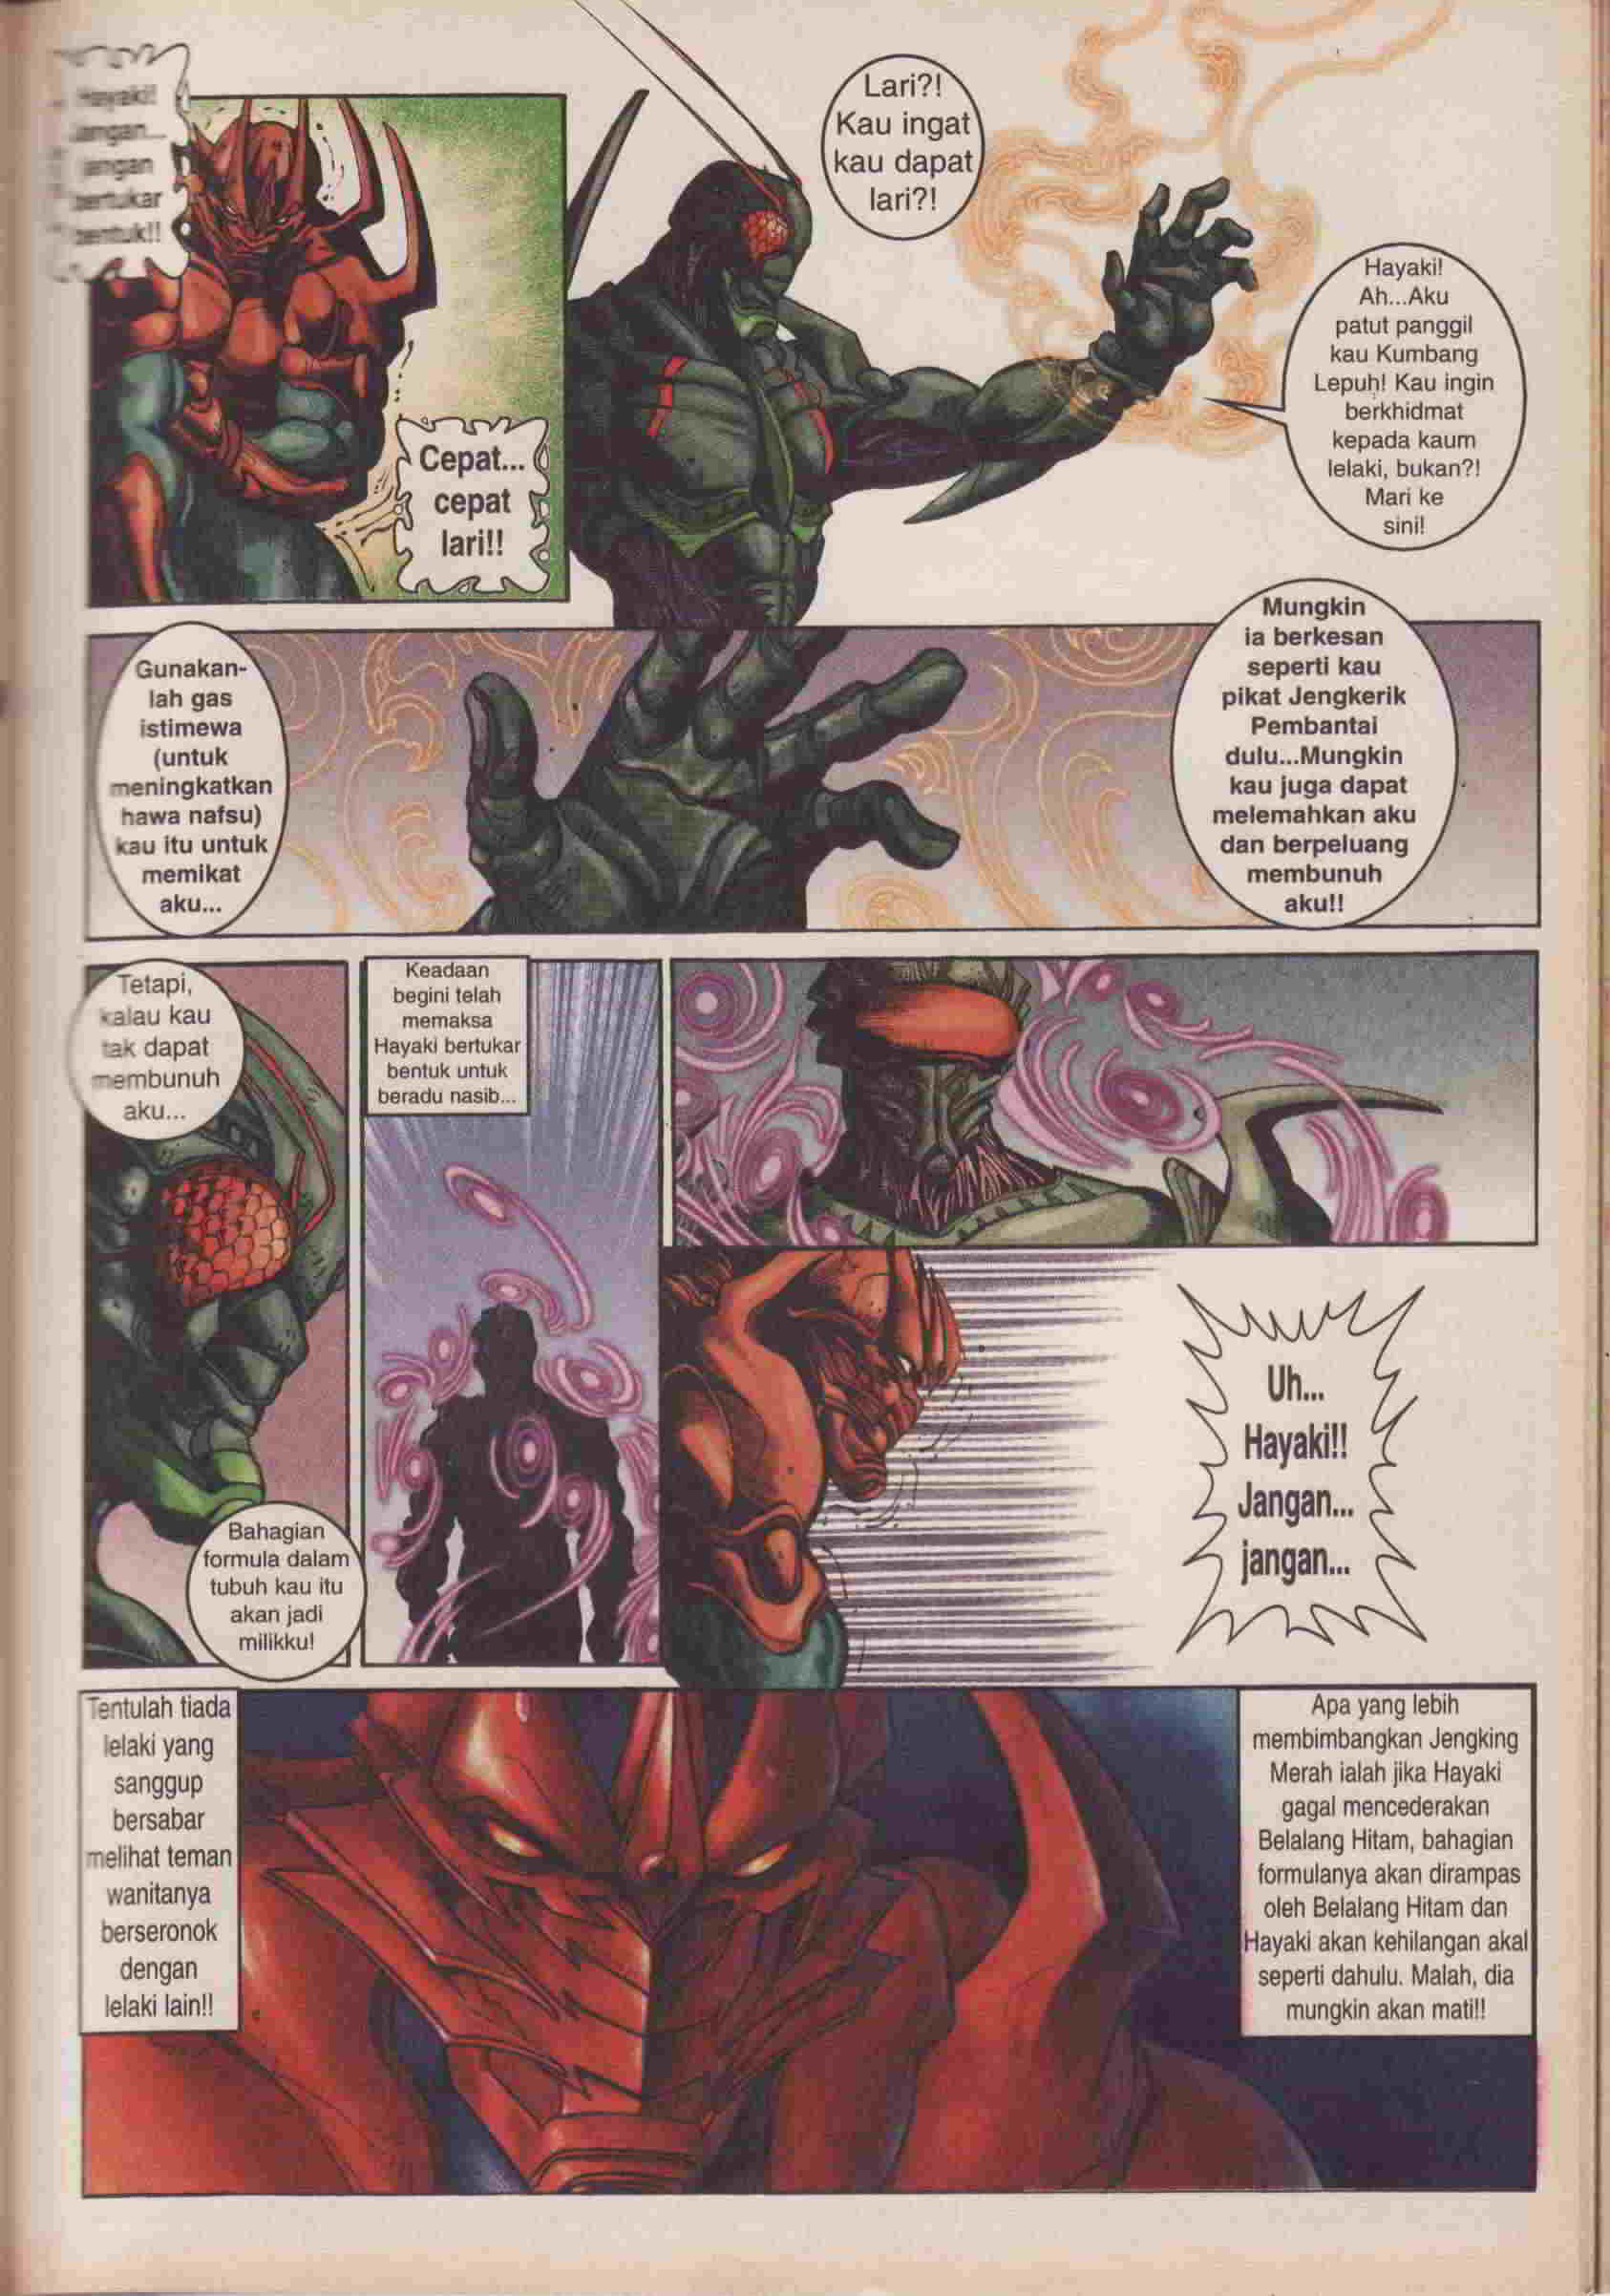 Hayaki!
Jangan...
jangan
bertukar
bentuk!!
Cepat...
cepat
lari!!
Lari?!
Kau ingat
kau dapat
lari?!
Hayaki!
Ah...Aku
patut panggil
kau Kumbang
Lepuh! Kau ingin
berkhidmat
kepada kaum
lelaki, bukan?!
Mari ke
sini!
Gunakan-
lah gas
istimewa
(untuk
meningkatkan
hawa nafsu)
kau itu untuk
memikat
aku...
Mungkin
ia berkesan
seperti kau
pikat Jengkerik
Pembantai
dulu...Mungkin
kau juga dapat
melemahkan aku
dan berpeluang
membunuh
aku!!
Tetapi,
kalau kau
tak dapat
membunuh
aku...
Bahagian
formula dalam
tubuh kau itu
akan jadi
milikku!
Keadaan
begini telah
memaksa
Hayaki bertukar
bentuk untuk
beradu nasib...
Uh...
Hayaki!!
Jangan...
jangan...
Tentulah tiada
lelaki yang
sanggup
bersabar
melihat teman
wanitanya
berseronok
dengan
lelaki lain!!
Apa yang lebih
membimbangkan Jengking
Merah ialah jika Hayaki
gagal mencederakan
Belalang Hitam, bahagian
formulanya akan dirampas
oleh Belalang Hitam dan
Hayaki akan kehilangan akal
seperti dahulu. Malah, dia
mungkin akan mati!!